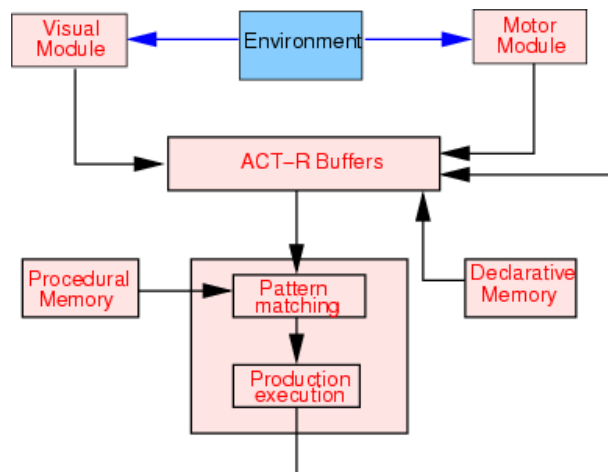 Visual
Module
Environment
Motor
Module
ACT-R Buffers
Procedural
Memory
Pattern
matching
Declarative
Memory
Production
execution